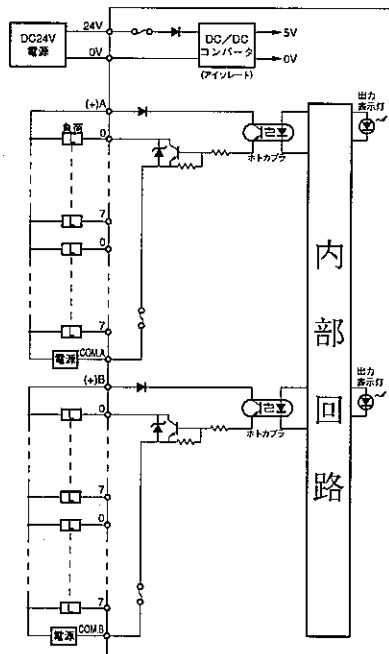 DC24V
電源
24V
0V
DC/DC
コンバータ
(アイソレート)
5V
0V
(+)A
負荷
L
0
ホトカプラ
出力
表示灯
L
7
L
0
L
7
電源
COM.A
内部回路
(+)B
L
0
ホトカプラ
出力
表示灯
L
7
L
0
L
7
電源
COM.B